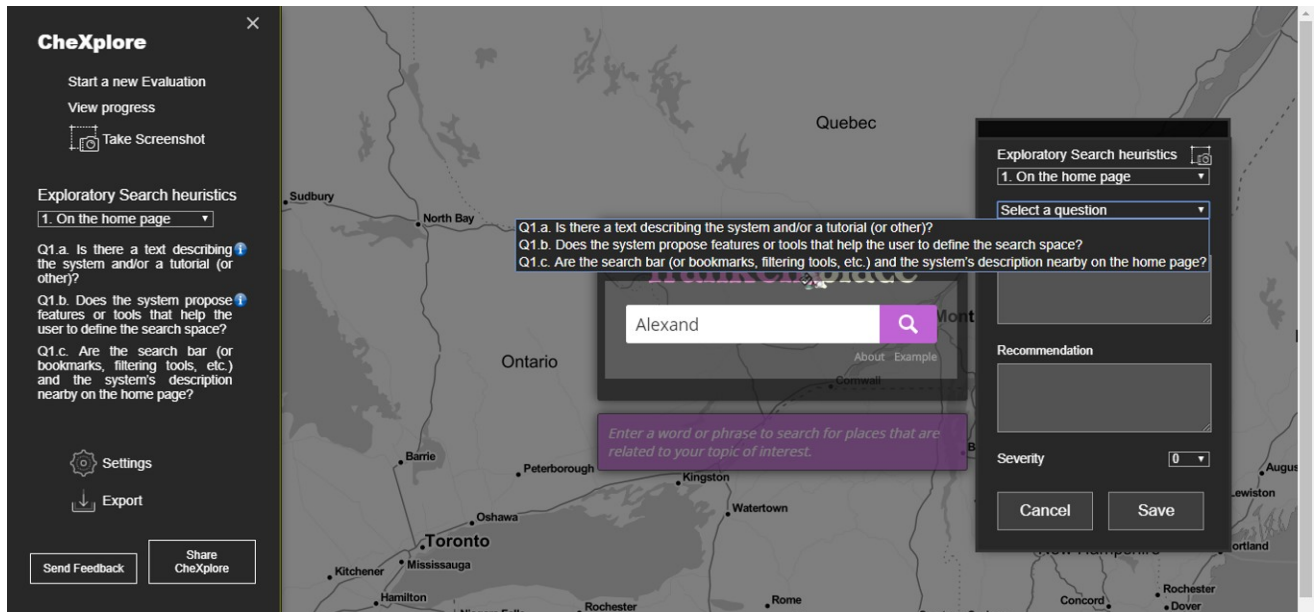 CheXplore
×
Start a new Evaluation
View progress
Take Screenshot
Exploratory Search heuristics
1. On the home page
Q1.a. Is there a text describing
the system and/or a tutorial (or
other)?
Q1.b. Does the system propose
features or tools that help the
user to define the search space?
Q1.c. Are the search bar (or
bookmarks, filtering tools, etc.)
and the system's description
nearby on the home page?
Settings
Export
Send Feedback
Share
CheXplore
Quebec
Sudbury
North Bay
Ontario
Cornwall
Barrie
Peterborough
Kingston
Watertown
Oshawa
Toronto
Mississauga
Kitchener
Hamilton
Rochester
Rome
Concord
Rochester
Dover
place
Alexand
About Example
Enter a word or phrase to search for places that are
related to your topic of interest.
Exploratory Search heuristics
1. On the home page
Select a question
Q1.a. Is there a text describing the system and/or a tutorial (or other)?
Q1.b. Does the system propose features or tools that help the user to define the search space?
Q1.c. Are the search bar (or bookmarks, filtering tools, etc.) and the system's description nearby on the home page?
Recommendation
Severity
0
Cancel
Save